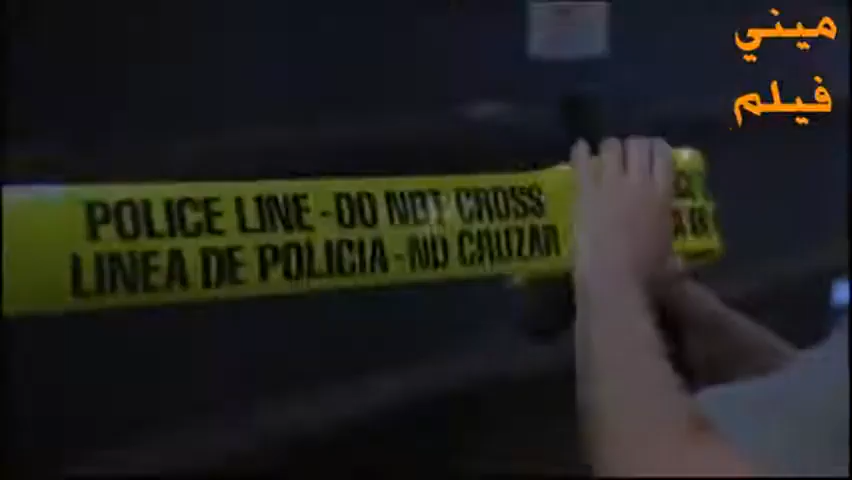 ميني
فيلم
POLICE LINE - DO NOT CROSS
LINEA DE POLICIA - NO CRUZAR